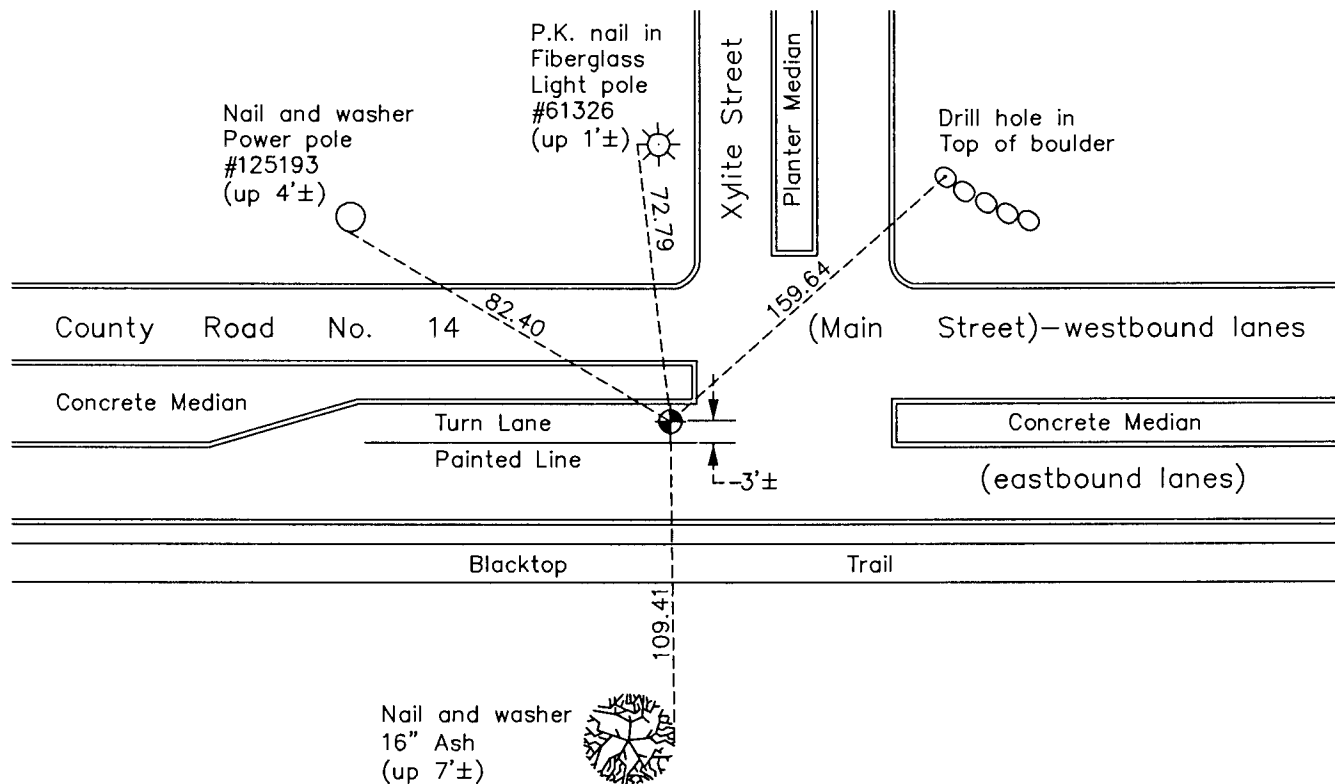 P.K. nail in
Fiberglass
Light pole
#61326
(up 1'±)
Nail and washer
Power pole
#125193
(up 4'±)
Xylite Street
Planter Median
Drill hole in
Top of boulder
72.79
82.40
159.64
County Road No. 14
(Main Street)-westbound lanes
Concrete Median
Turn Lane
Painted Line
3'±
Concrete Median
(eastbound lanes)
Blacktop Trail
109.41
Nail and washer
16" Ash
(up 7'±)